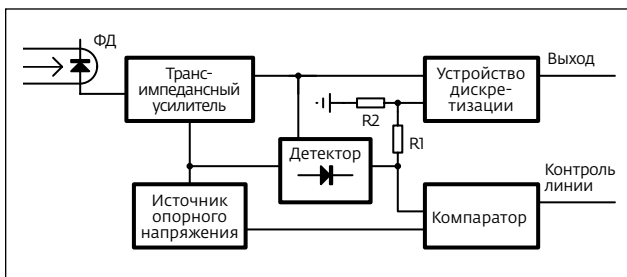 ФД
Транс-
импедансный
усилитель
Устройство
дискре-
тизации
Выход
R2
R1
Детектор
Контроль
линии
Источник
опорного
напряжения
Компаратор